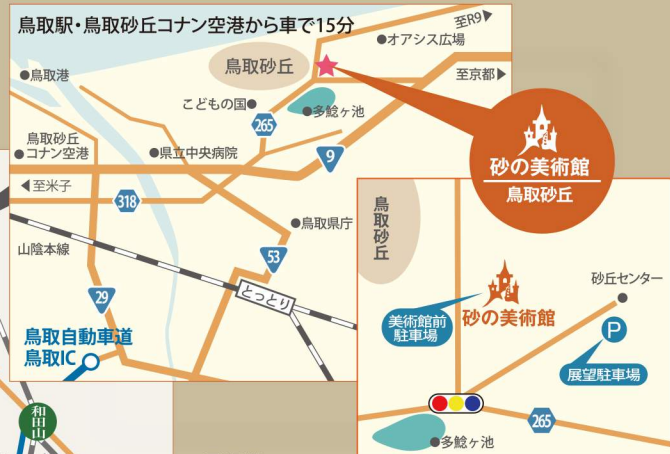 鳥取駅・鳥取砂丘コナン空港から車で15分
至R9▶
オアシス広場
鳥取砂丘
至京都▶
鳥取港
こどもの国
多鯰ヶ池
265
鳥取砂丘
コナン空港
県立中央病院
9
砂の美術館
鳥取砂丘
◀至米子
318
鳥取県庁
山陰本線
53
とっとり
29
鳥取自動車道
鳥取IC
和田山
鳥取砂丘
砂丘センター
美術館前
駐車場
砂の美術館
P
展望駐車場
265
多鯰ヶ池